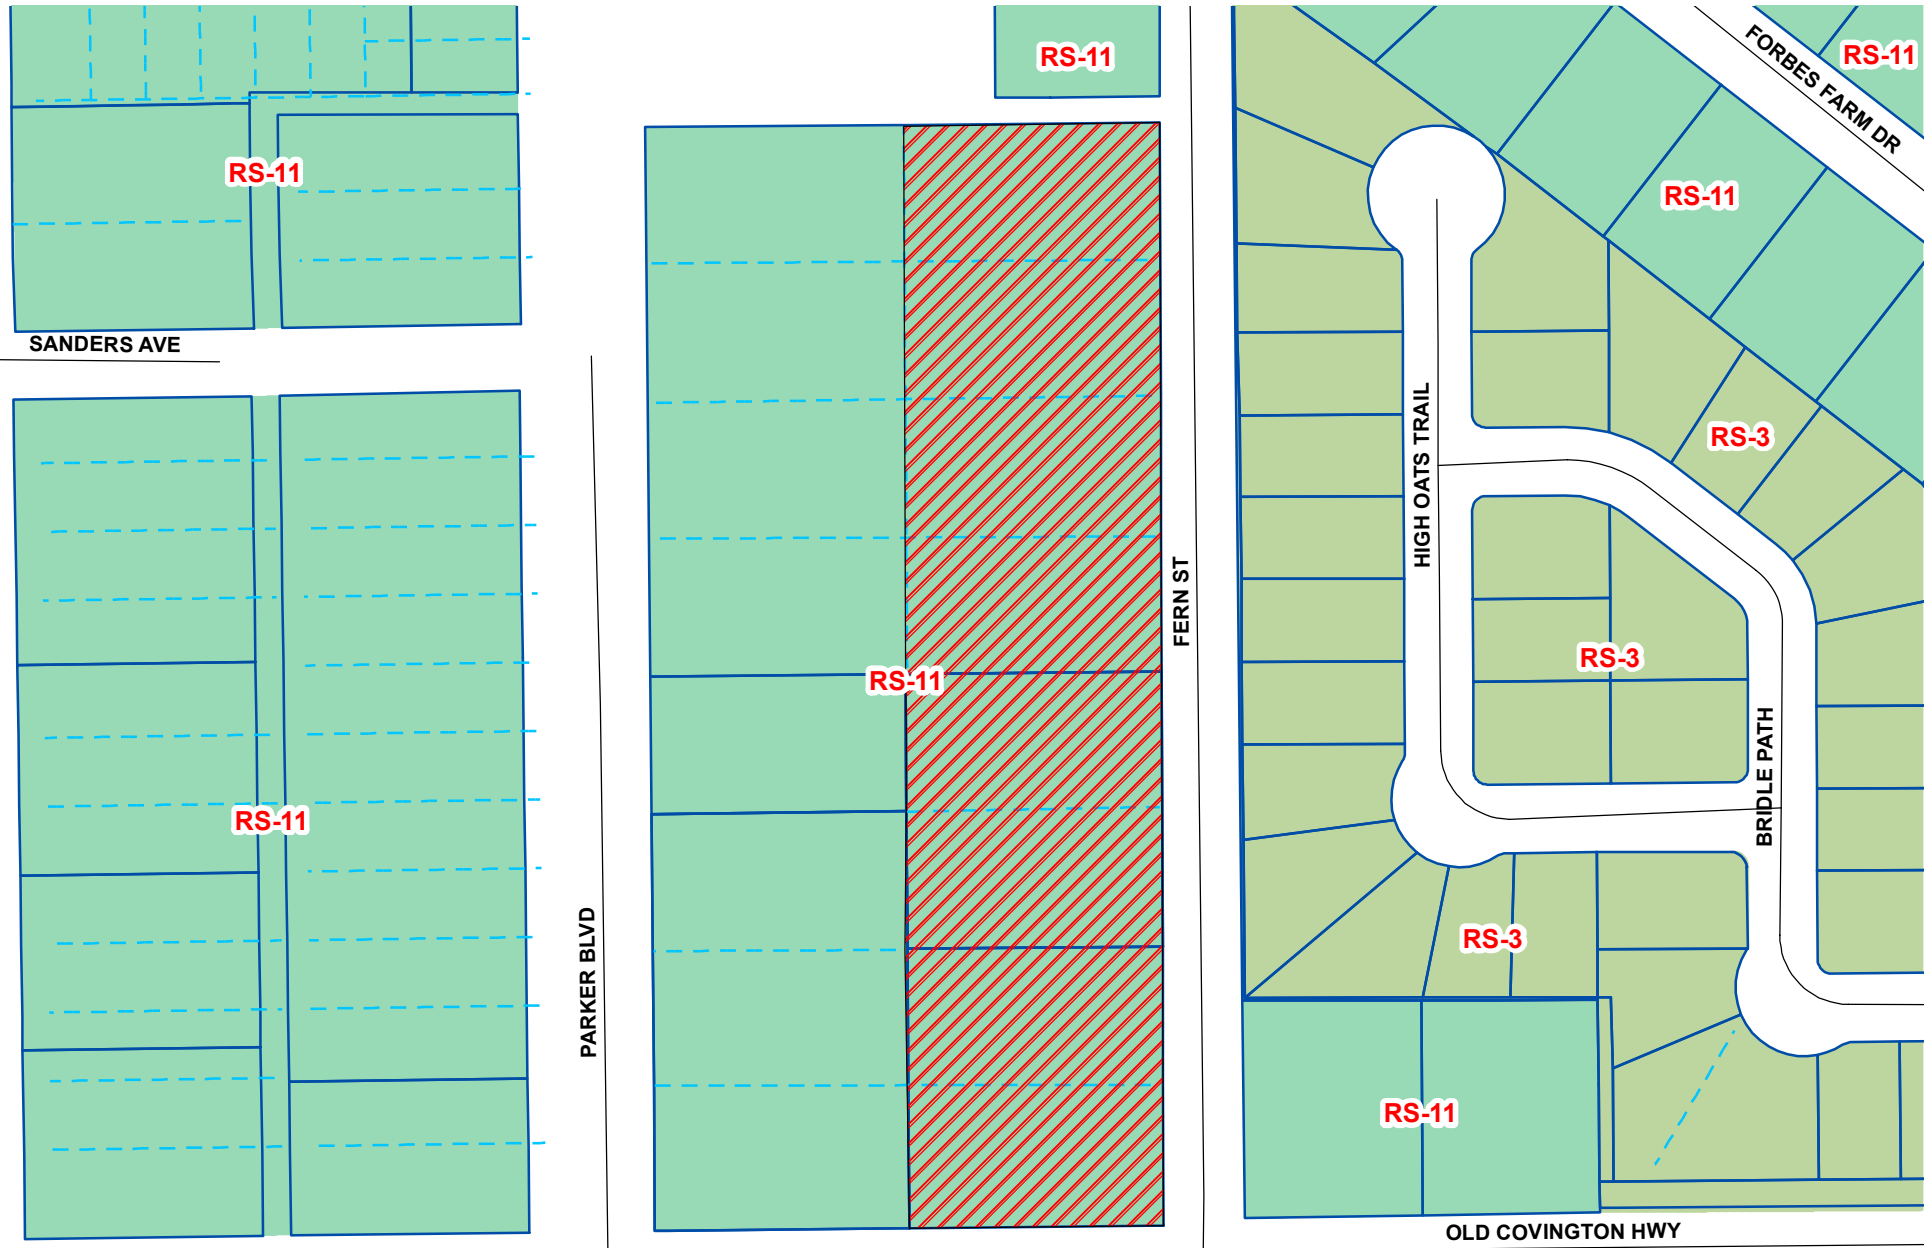 RS-11
RS-11
FORBES FARM DR
RS-11
RS-11
SANDERS AVE
HIGH OATS TRAIL
RS-3
FERN ST
RS-3
RS-11
BRIDLE PATH
RS-11
PARKER BLVD
RS-3
RS-11
OLD COVINGTON HWY